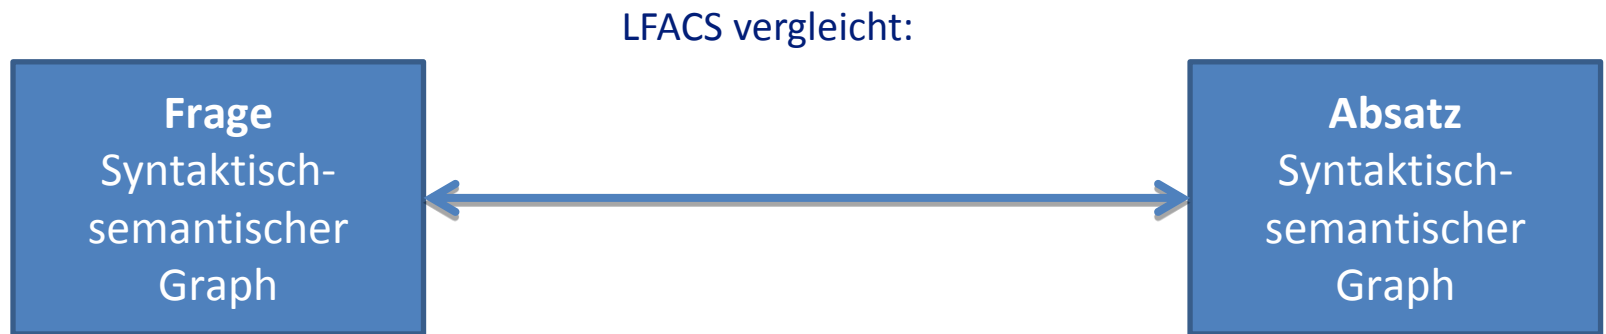 LFACS vergleicht:
Frage
Syntaktisch-
semantischer
Graph
Absatz
Syntaktisch-
semantischer
Graph